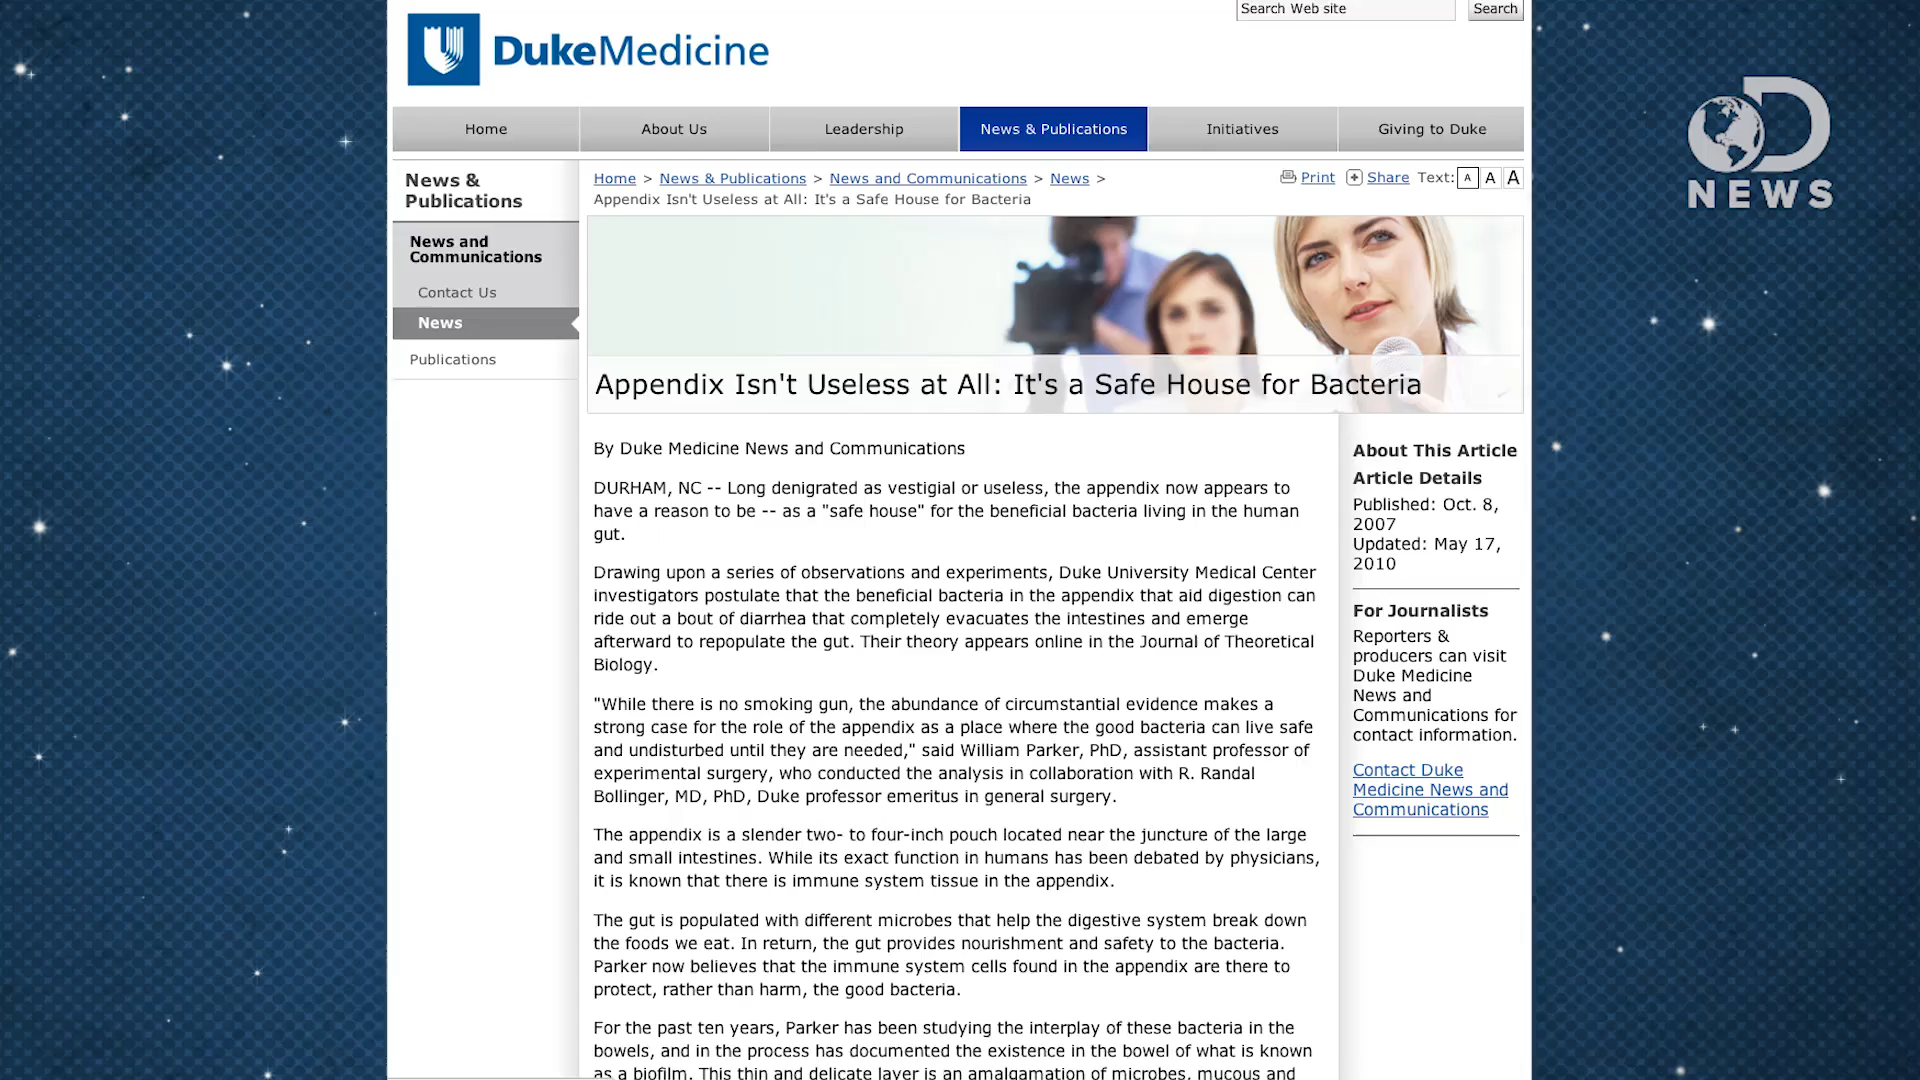 Search Web site
Search
DukeMedicine
Home
About Us
Leadership
News & Publications
Initiatives
Giving to Duke
News &
Publications
News and
Communications
Contact Us
News
Publications
Home > News & Publications > News and Communications > News >
Appendix Isn't Useless at All: It's a Safe House for Bacteria
Print
Share
Text: A A A
Appendix Isn't Useless at All: It's a Safe House for Bacteria
By Duke Medicine News and Communications
DURHAM, NC -- Long denigrated as vestigial or useless, the appendix now appears to
have a reason to be -- as a "safe house" for the beneficial bacteria living in the human
gut.
Drawing upon a series of observations and experiments, Duke University Medical Center
investigators postulate that the beneficial bacteria in the appendix that aid digestion can
ride out a bout of diarrhea that completely evacuates the intestines and emerge
afterward to repopulate the gut. Their theory appears online in the Journal of Theoretical
Biology.
"While there is no smoking gun, the abundance of circumstantial evidence makes a
strong case for the role of the appendix as a place where the good bacteria can live safe
and undisturbed until they are needed," said William Parker, PhD, assistant professor of
experimental surgery, who conducted the analysis in collaboration with R. Randal
Bollinger, MD, PhD, Duke professor emeritus in general surgery.
The appendix is a slender two- to four-inch pouch located near the juncture of the large
and small intestines. While its exact function in humans has been debated by physicians,
it is known that there is immune system tissue in the appendix.
The gut is populated with different microbes that help the digestive system break down
the foods we eat. In return, the gut provides nourishment and safety to the bacteria.
Parker now believes that the immune system cells found in the appendix are there to
protect, rather than harm, the good bacteria.
For the past ten years, Parker has been studying the interplay of these bacteria in the
bowels, and in the process has documented the existence in the bowel of what is known
as a biofilm. This thin and delicate layer is an amalgamation of microbes, mucous and
About This Article
Article Details
Published: Oct. 8,
2007
Updated: May 17,
2010
For Journalists
Reporters &
producers can visit
Duke Medicine
News and
Communications for
contact information.
Contact Duke
Medicine News and
Communications
D
NEWS